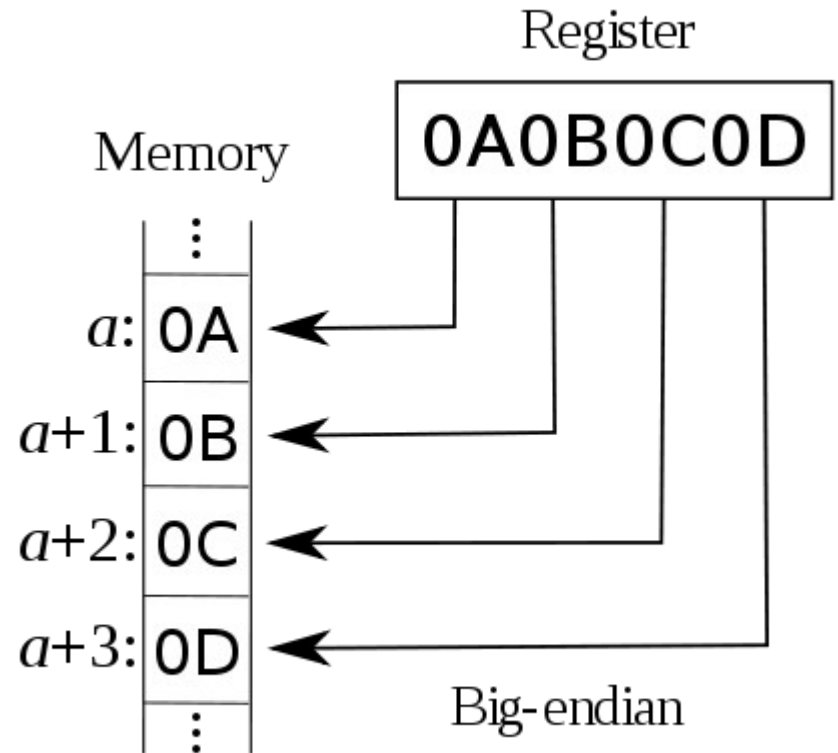 Register
0A0B0C0D
Memory
a: 0A
a+1: 0B
a+2: 0C
a+3: 0D
Big-endian